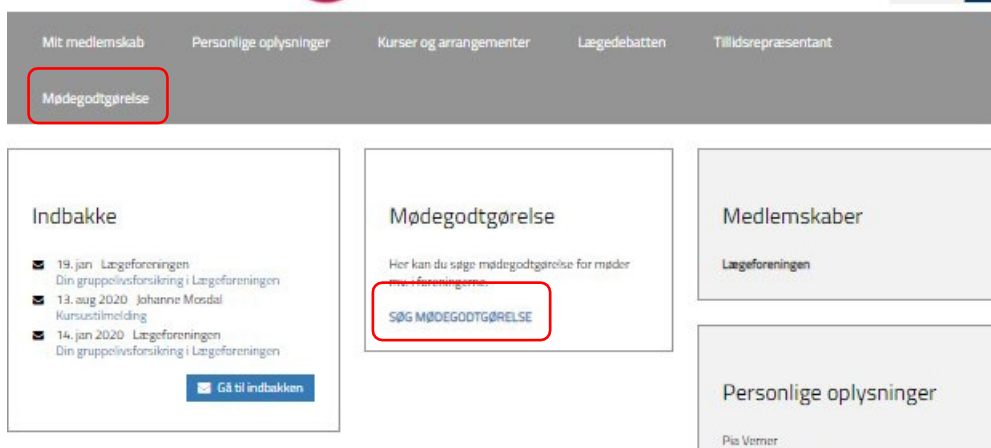 Mit medlemskab
Personlige oplysninger
Kurser og arrangementer
Lægedebatten
Tillidsrepræsentant
Mødegodtgørelse
Indbakke
19. jan Lægeforeningen
Din gruppelivsforsikring i Lægeforeningen
13. aug 2020 Johanne Mosdal
Kursustilmelding
14. jan 2020 Lægeforeningen
Din gruppelivsforsikring i Lægeforeningen
Gå til indbakken
Mødegodtgørelse
Her kan du søge mødegodtgørelse for møder
mv. i foreningerne.
SØG MØDEGODTGØRELSE
Medlemskaber
Lægeforeningen
Personlige oplysninger
Pia Verner